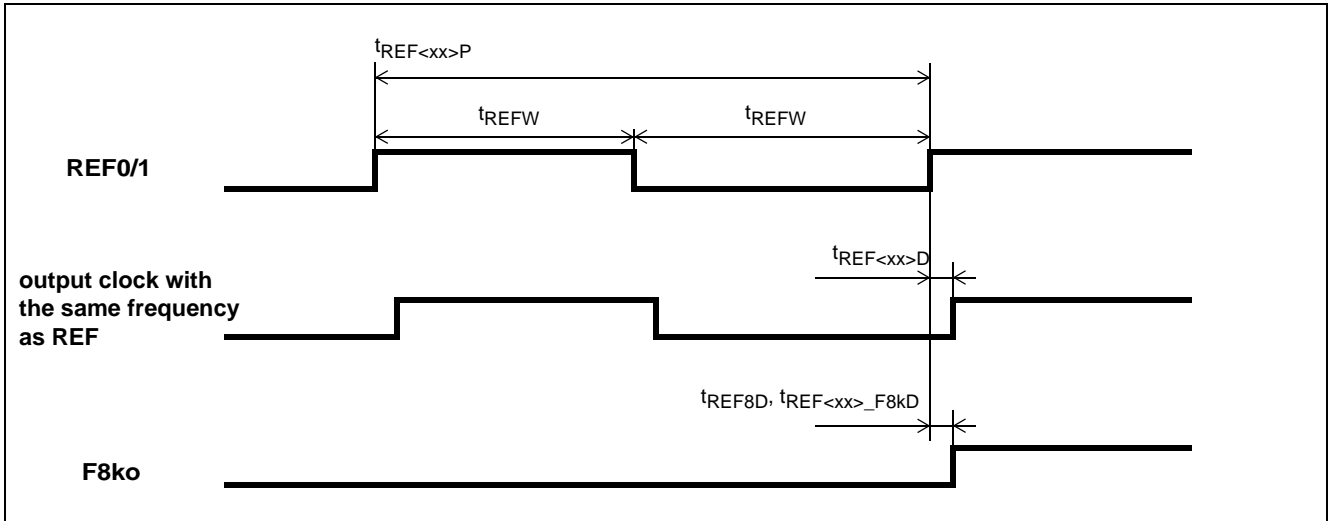 tREF<xx>P
tREFW tREFW
REF0/1
tREF<xx>D
output clock with
the same frequency
as REF
tREF8D, tREF<xx>_F8kD
F8ko